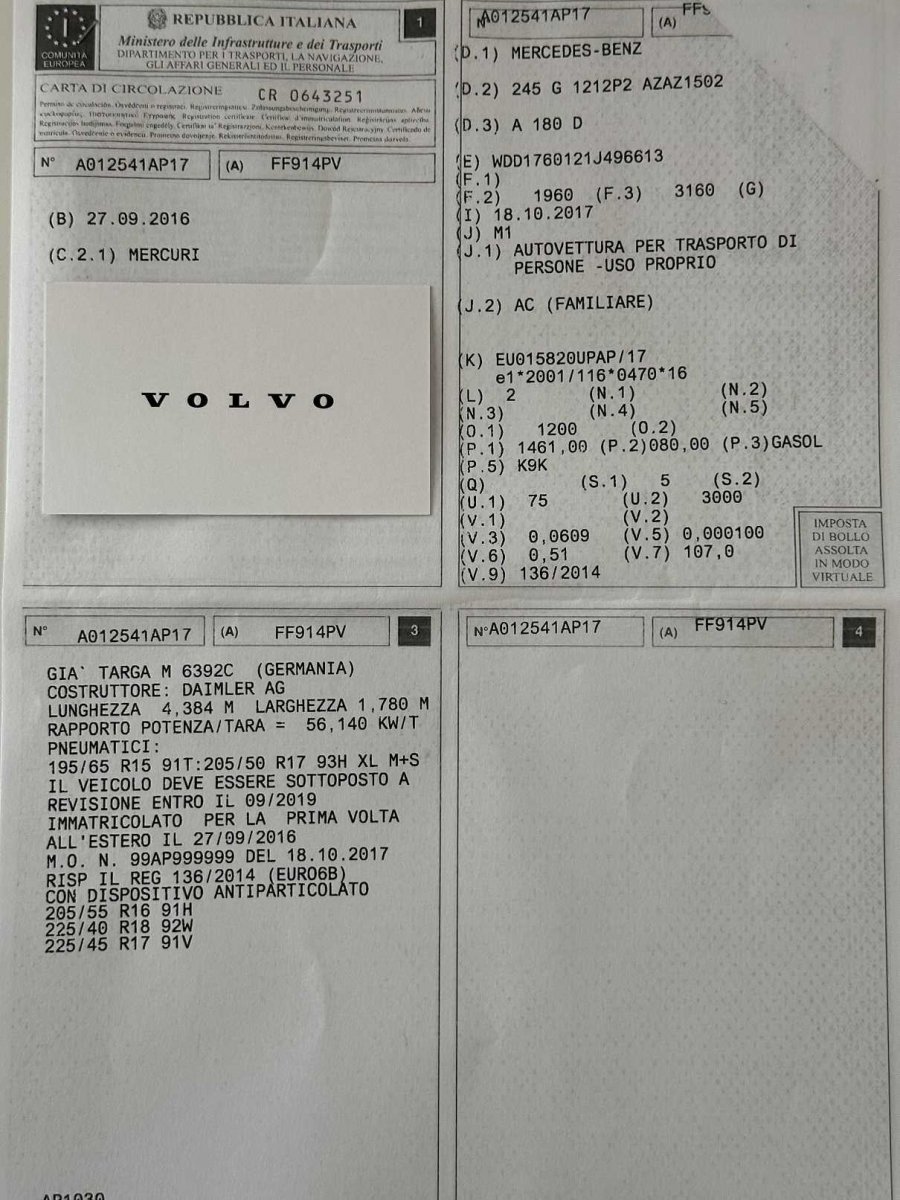 I
COMUNITÀ
EUROPEA
REPUBBLICA ITALIANA
1
Ministero delle Infrastrutture e dei Trasporti
DIPARTIMENTO PER I TRASPORTI, LA NAVIGAZIONE,
GLI AFFARI GENERALI ED IL PERSONALE
CARTA DI CIRCOLAZIONE CR 0643251
N° A012541AP17 (A) FF914PV
(B) 27.09.2016
(C.2.1) MERCURI
VOLVO
N°A012541AP17 (A)
(D.1) MERCEDES-BENZ
(D.2) 245 G 1212P2 AZAZ1502
(D.3) A 180 D
(E) WDD1760121J496613
(F.1)
(F.2) 1960 (F.3) 3160 (G)
(I) 18.10.2017
(J) M1
(J.1) AUTOVETTURA PER TRASPORTO DI
PERSONE -USO PROPRIO
(J.2) AC (FAMILIARE)
(K) EU015820UPAP/17
e1*2001/116*0470*16
(L) 2 (N.1) (N.2)
(N.3) (N.4) (N.5)
(O.1) 1200 (O.2)
(P.1) 1461,00 (P.2)080,00 (P.3)GASOL
(P.5) K9K
(Q) (S.1) 5 (S.2)
(U.1) 75 (U.2) 3000
(V.1) (V.2)
(V.3) 0,0609 (V.5) 0,000100
(V.6) 0,51 (V.7) 107,0
(V.9) 136/2014
IMPOSTA
DI BOLLO
ASSOLTA
IN MODO
VIRTUALE
N° A012541AP17 (A) FF914PV 3
GIA` TARGA M 6392C (GERMANIA)
COSTRUTTORE: DAIMLER AG
LUNGHEZZA 4,384 M LARGHEZZA 1,780 M
RAPPORTO POTENZA/TARA = 56,140 KW/T
PNEUMATICI:
195/65 R15 91T:205/50 R17 93H XL M+S
IL VEICOLO DEVE ESSERE SOTTOPOSTO A
REVISIONE ENTRO IL 09/2019
IMMATRICOLATO PER LA PRIMA VOLTA
ALL'ESTERO IL 27/09/2016
M.O. N. 99AP999999 DEL 18.10.2017
RISP IL REG 136/2014 (EURO6B)
CON DISPOSITIVO ANTIPARTICOLATO
205/55 R16 91H
225/40 R18 92W
225/45 R17 91V
N°A012541AP17 (A) FF914PV 4